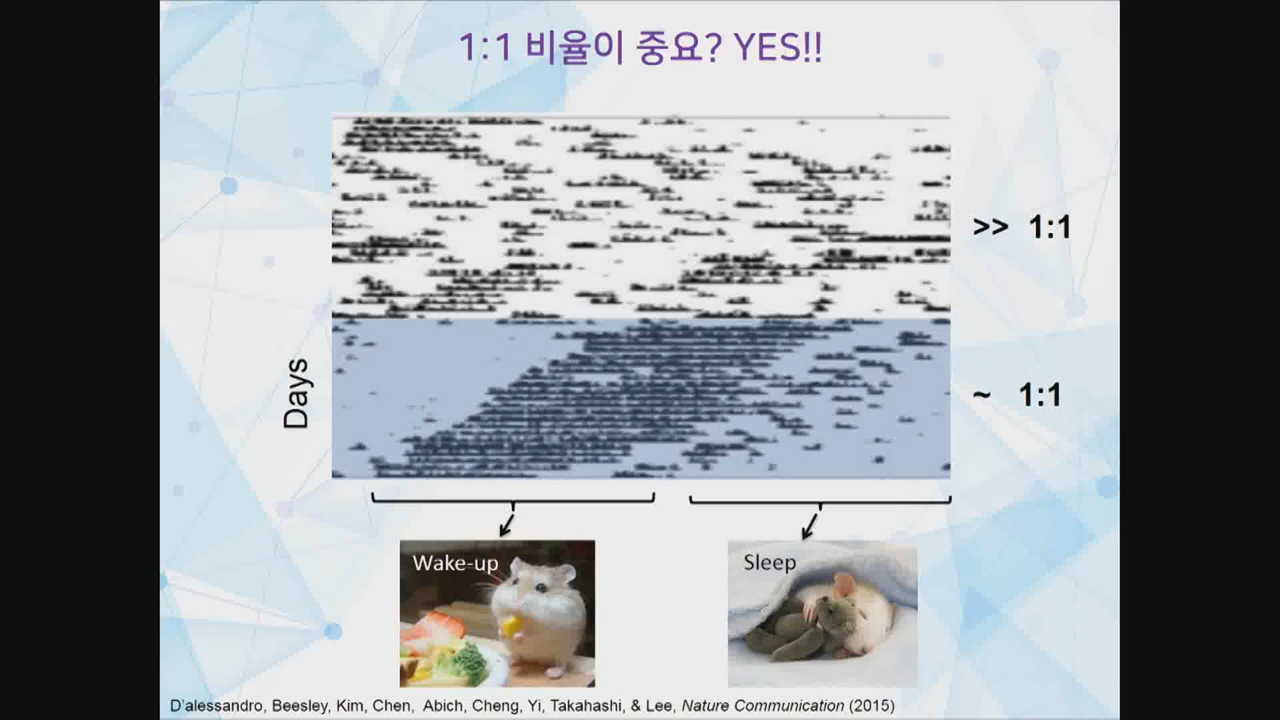 1:1 비율이 중요? YES!!
>> 1:1
Days
~ 1:1
Wake-up
Sleep
D'alessandro, Beesley, Kim, Chen, Abich, Cheng, Yi, Takahashi, & Lee, Nature Communication (2015)